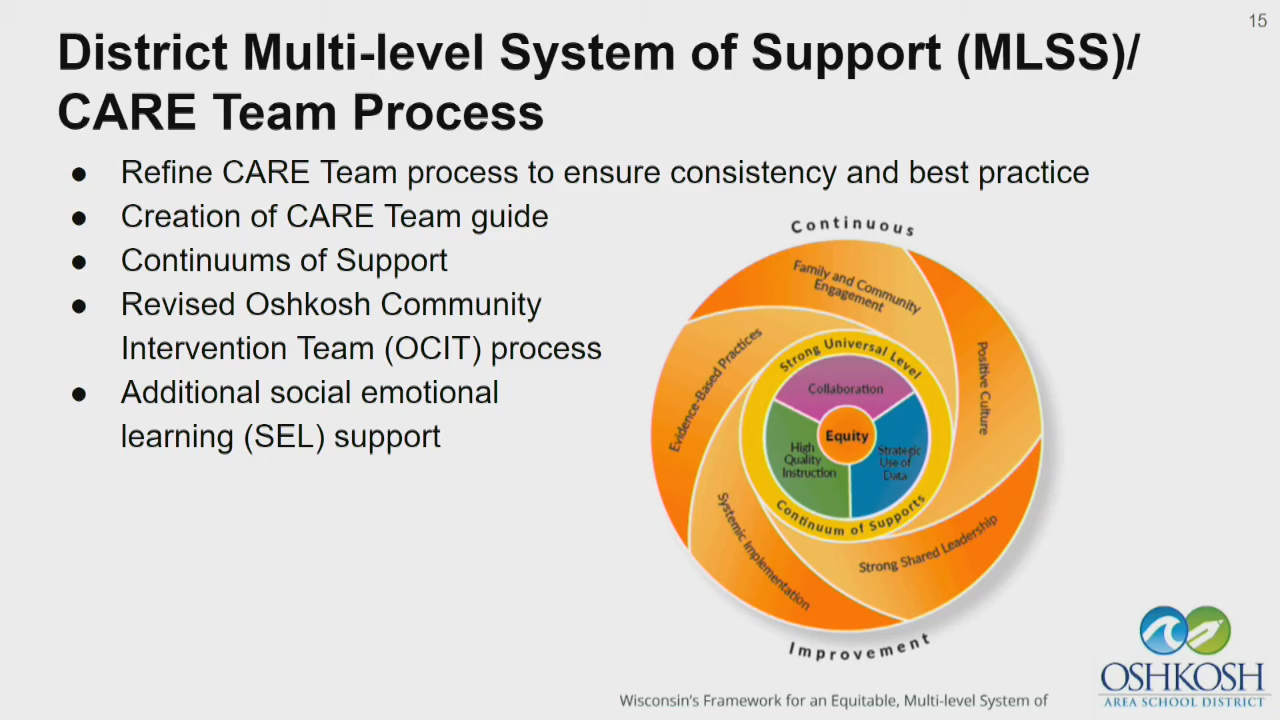 15
District Multi-level System of Support (MLSS)/
CARE Team Process
● Refine CARE Team process to ensure consistency and best practice
● Creation of CARE Team guide
● Continuums of Support
● Revised Oshkosh Community
Intervention Team (OCIT) process
● Additional social emotional
learning (SEL) support
Continuous
Family and Community
Engagement
Positive Culture
Evidence-Based Practices
Strong Universal Level
Collaboration
Equity
High
Quality
Instruction
Strategic
Use of
Data
Continuum of Supports
Systemic Implementation
Strong Shared Leadership
Improvement
Wisconsin's Framework for an Equitable, Multi-level System of
OSHKOSH
AREA SCHOOL DISTRICT